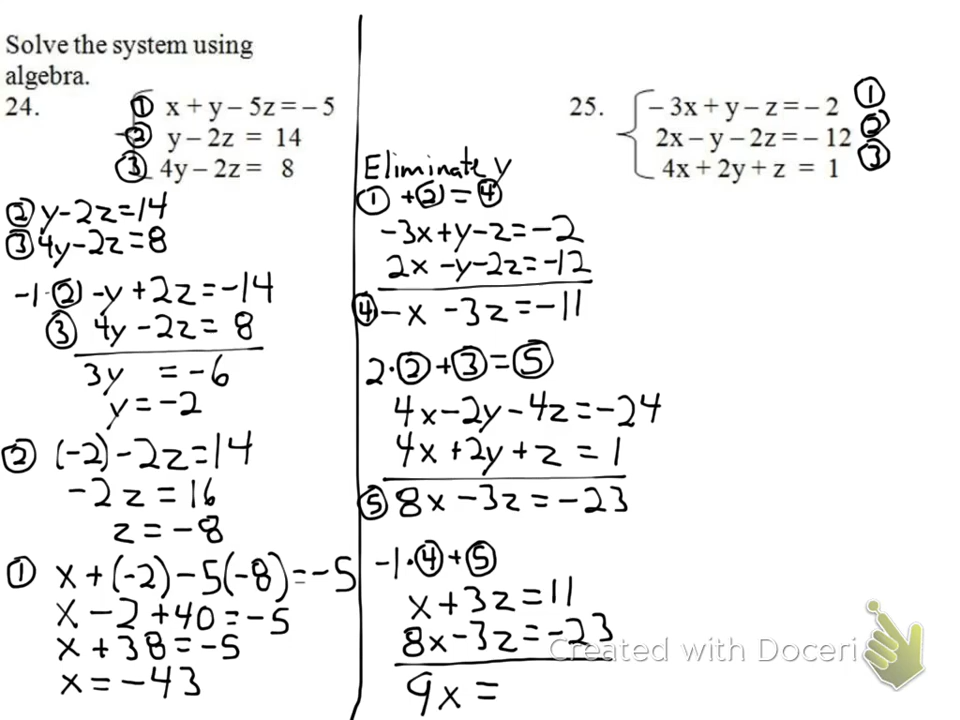 Solve the system using
algebra.
24.
① x + y – 5z = – 5
② y – 2z = 14
③ 4y – 2z = 8
② y-2z=14
③ 4y-2z=8
-1·② -y+2z=-14
③ 4y-2z=8
3y =-6
y=-2
② (-2)-2z=14
-2z=16
z=-8
① x+(-2)-5(-8)=-5
x-2+40=-5
x+38=-5
x=-43
25.
– 3x + y – z = – 2 ①
2x – y – 2z = – 12 ②
4x + 2y + z = 1 ③
Eliminate y
①+②=④
-3x+y-z=-2
2x-y-2z=-12
④ -x-3z=-11
2·②+③=⑤
4x-2y-4z=-24
4x+2y+z=1
⑤ 8x-3z=-23
-1·④+⑤
x+3z=11
8x-3z=-23
9x=
Created with Doceri